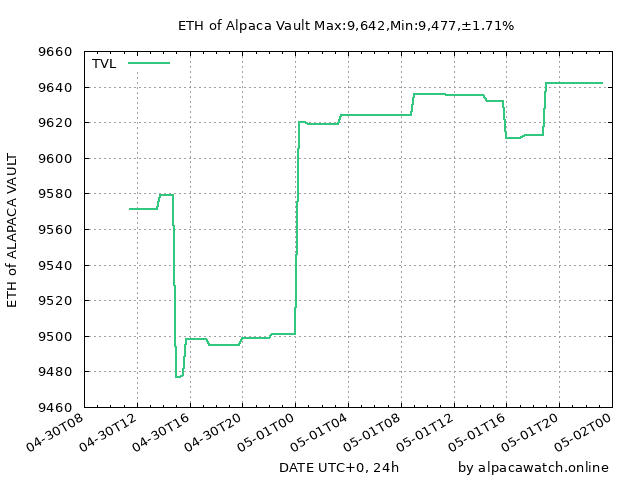 ETH of Alpaca Vault Max:9,642,Min:9,477,±1.71%
TVL
ETH of ALAPACA VAULT
9660
9640
9620
9600
9580
9560
9540
9520
9500
9480
9460
04-30T08
04-30T12
04-30T16
04-30T20
05-01T00
05-01T04
05-01T08
05-01T12
05-01T16
05-01T20
05-02T00
DATE UTC+0, 24h
by alpacawatch.online